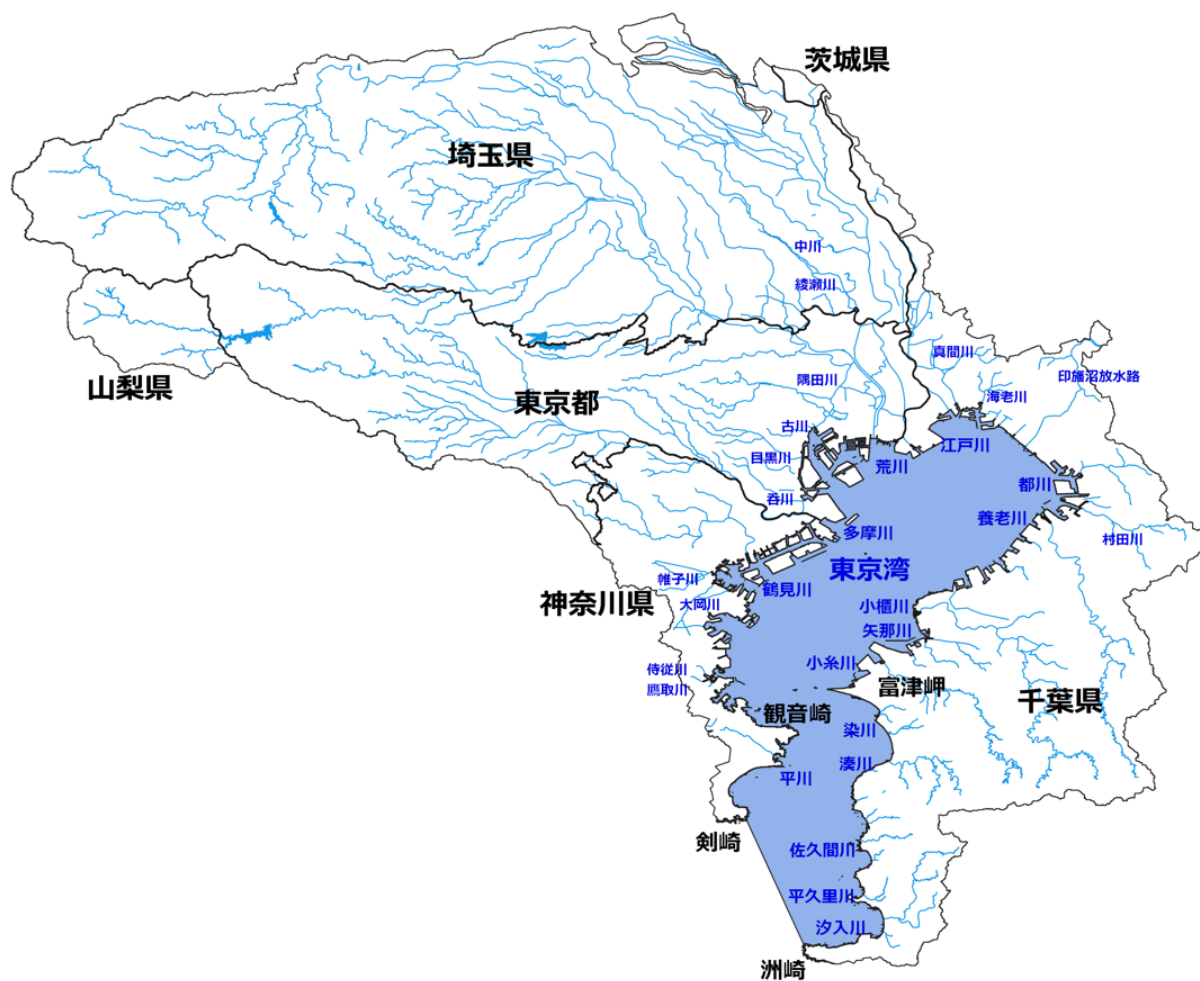 茨城県
埼玉県
中川
綾瀬川
真間川
印旛沼放水路
山梨県
隅田川
海老川
東京都
古川
江戸川
目黒川
荒川
都川
呑川
養老川
多摩川
村田川
東京湾
帷子川
鶴見川
神奈川県
大岡川
小櫃川
矢那川
小糸川
侍従川
富津岬
鷹取川
千葉県
観音崎
染川
湊川
平川
剣崎
佐久間川
平久里川
汐入川
洲崎